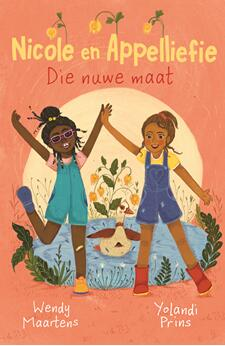 Nicole en Appelliefie
Die nuwe maat
Wendy
Maartens
Yolandi
Prins